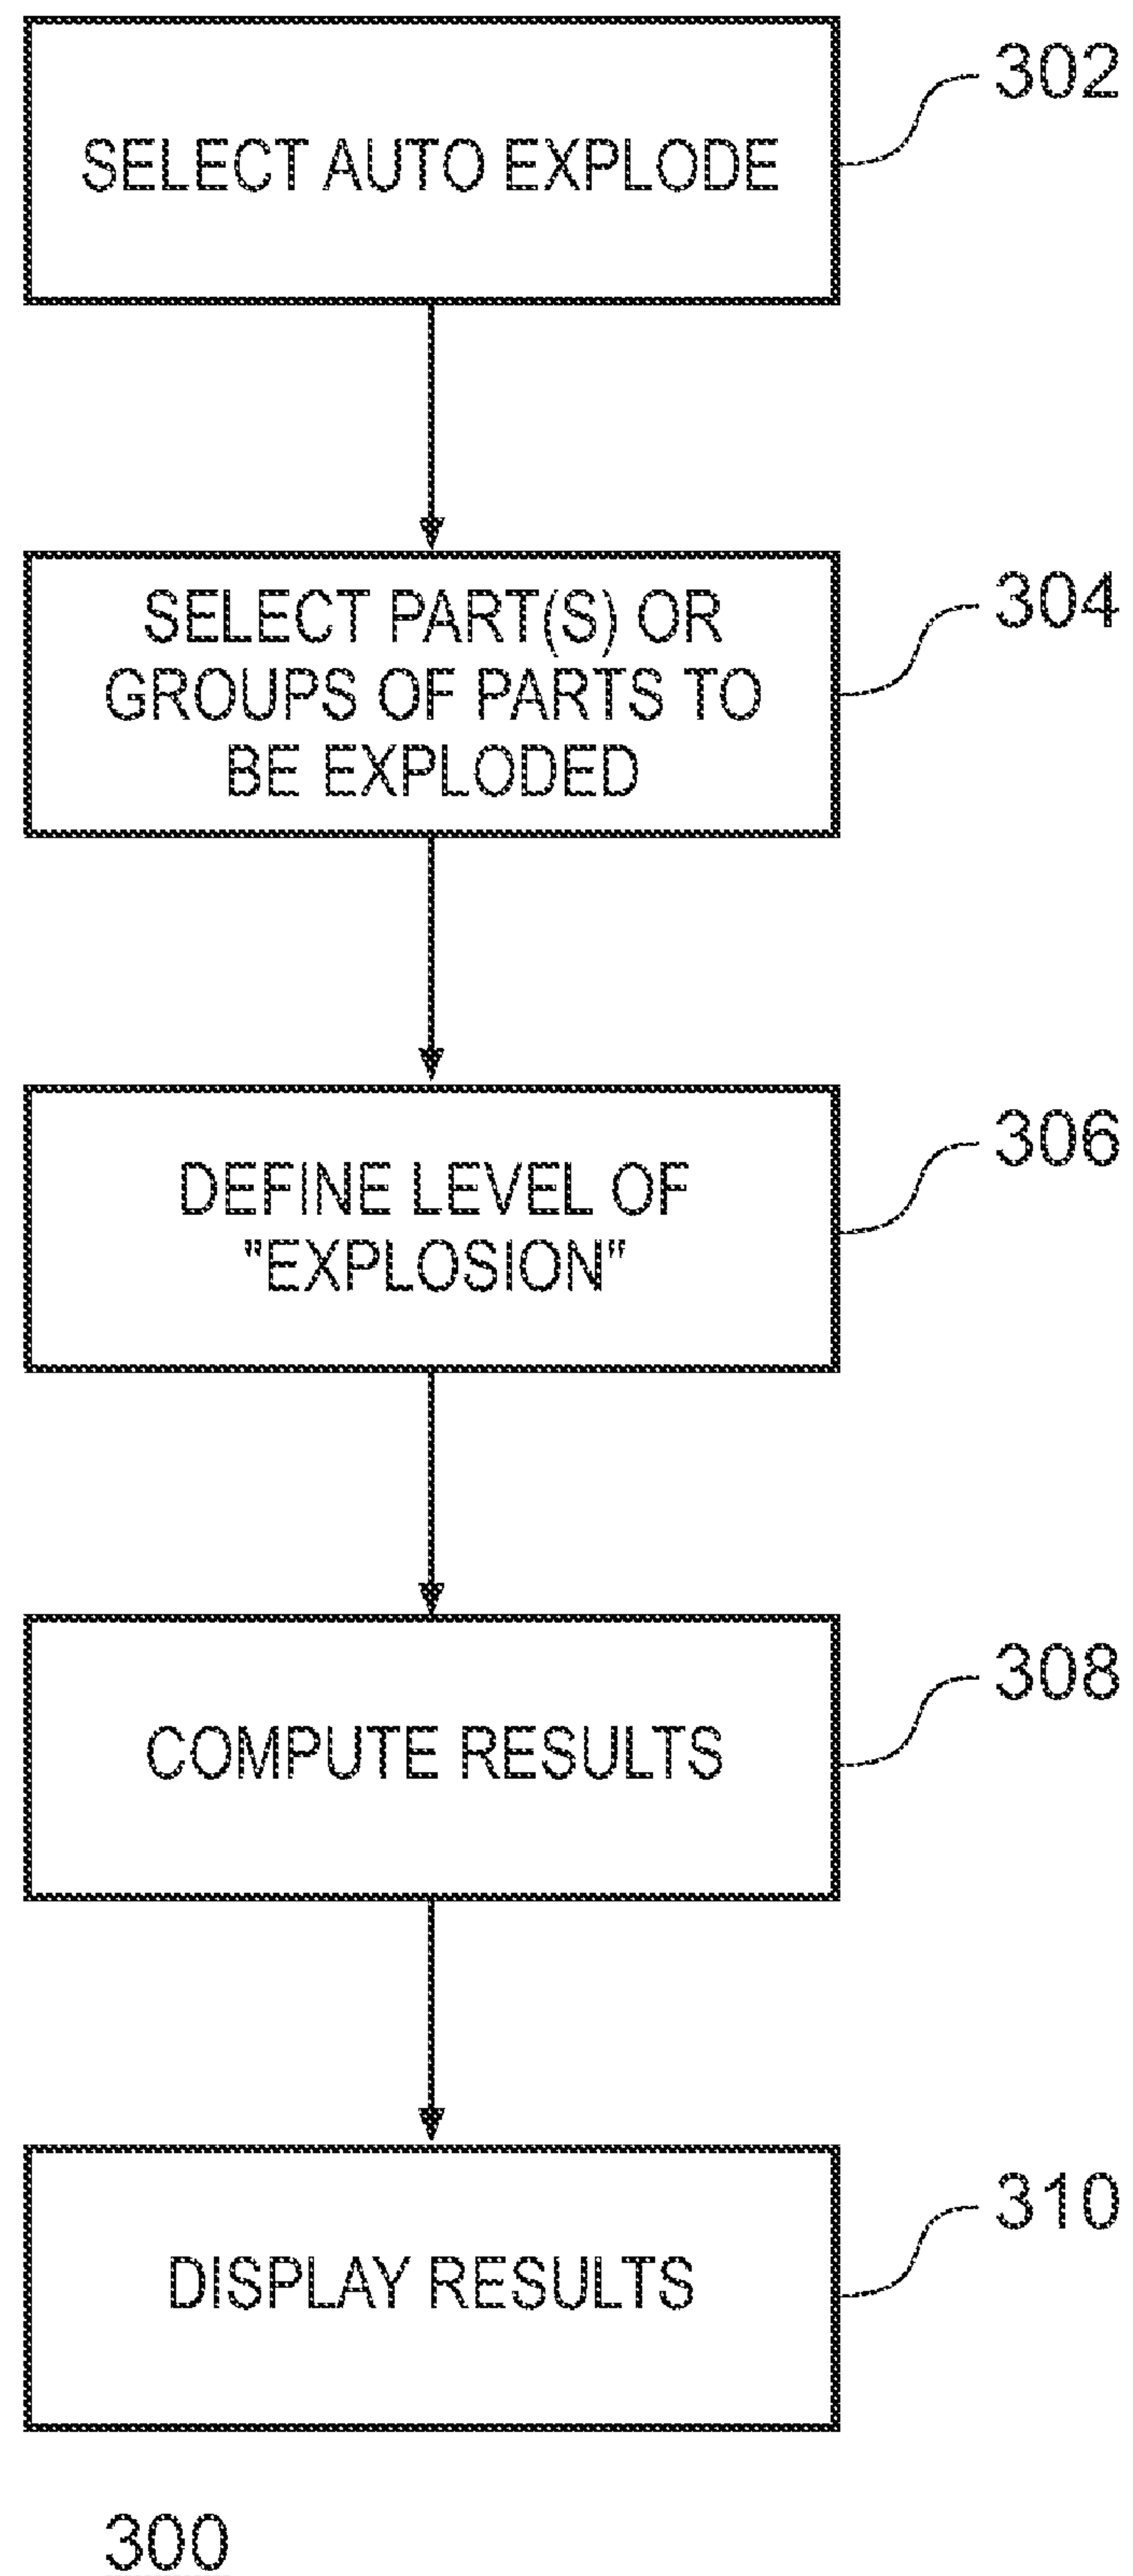 302
SELECT AUTO EXPLODE
304
SELECT PART(S) OR
GROUPS OF PARTS TO
BE EXPLODED
306
DEFINE LEVEL OF
"EXPLOSION"
308
COMPUTE RESULTS
310
DISPLAY RESULTS
300